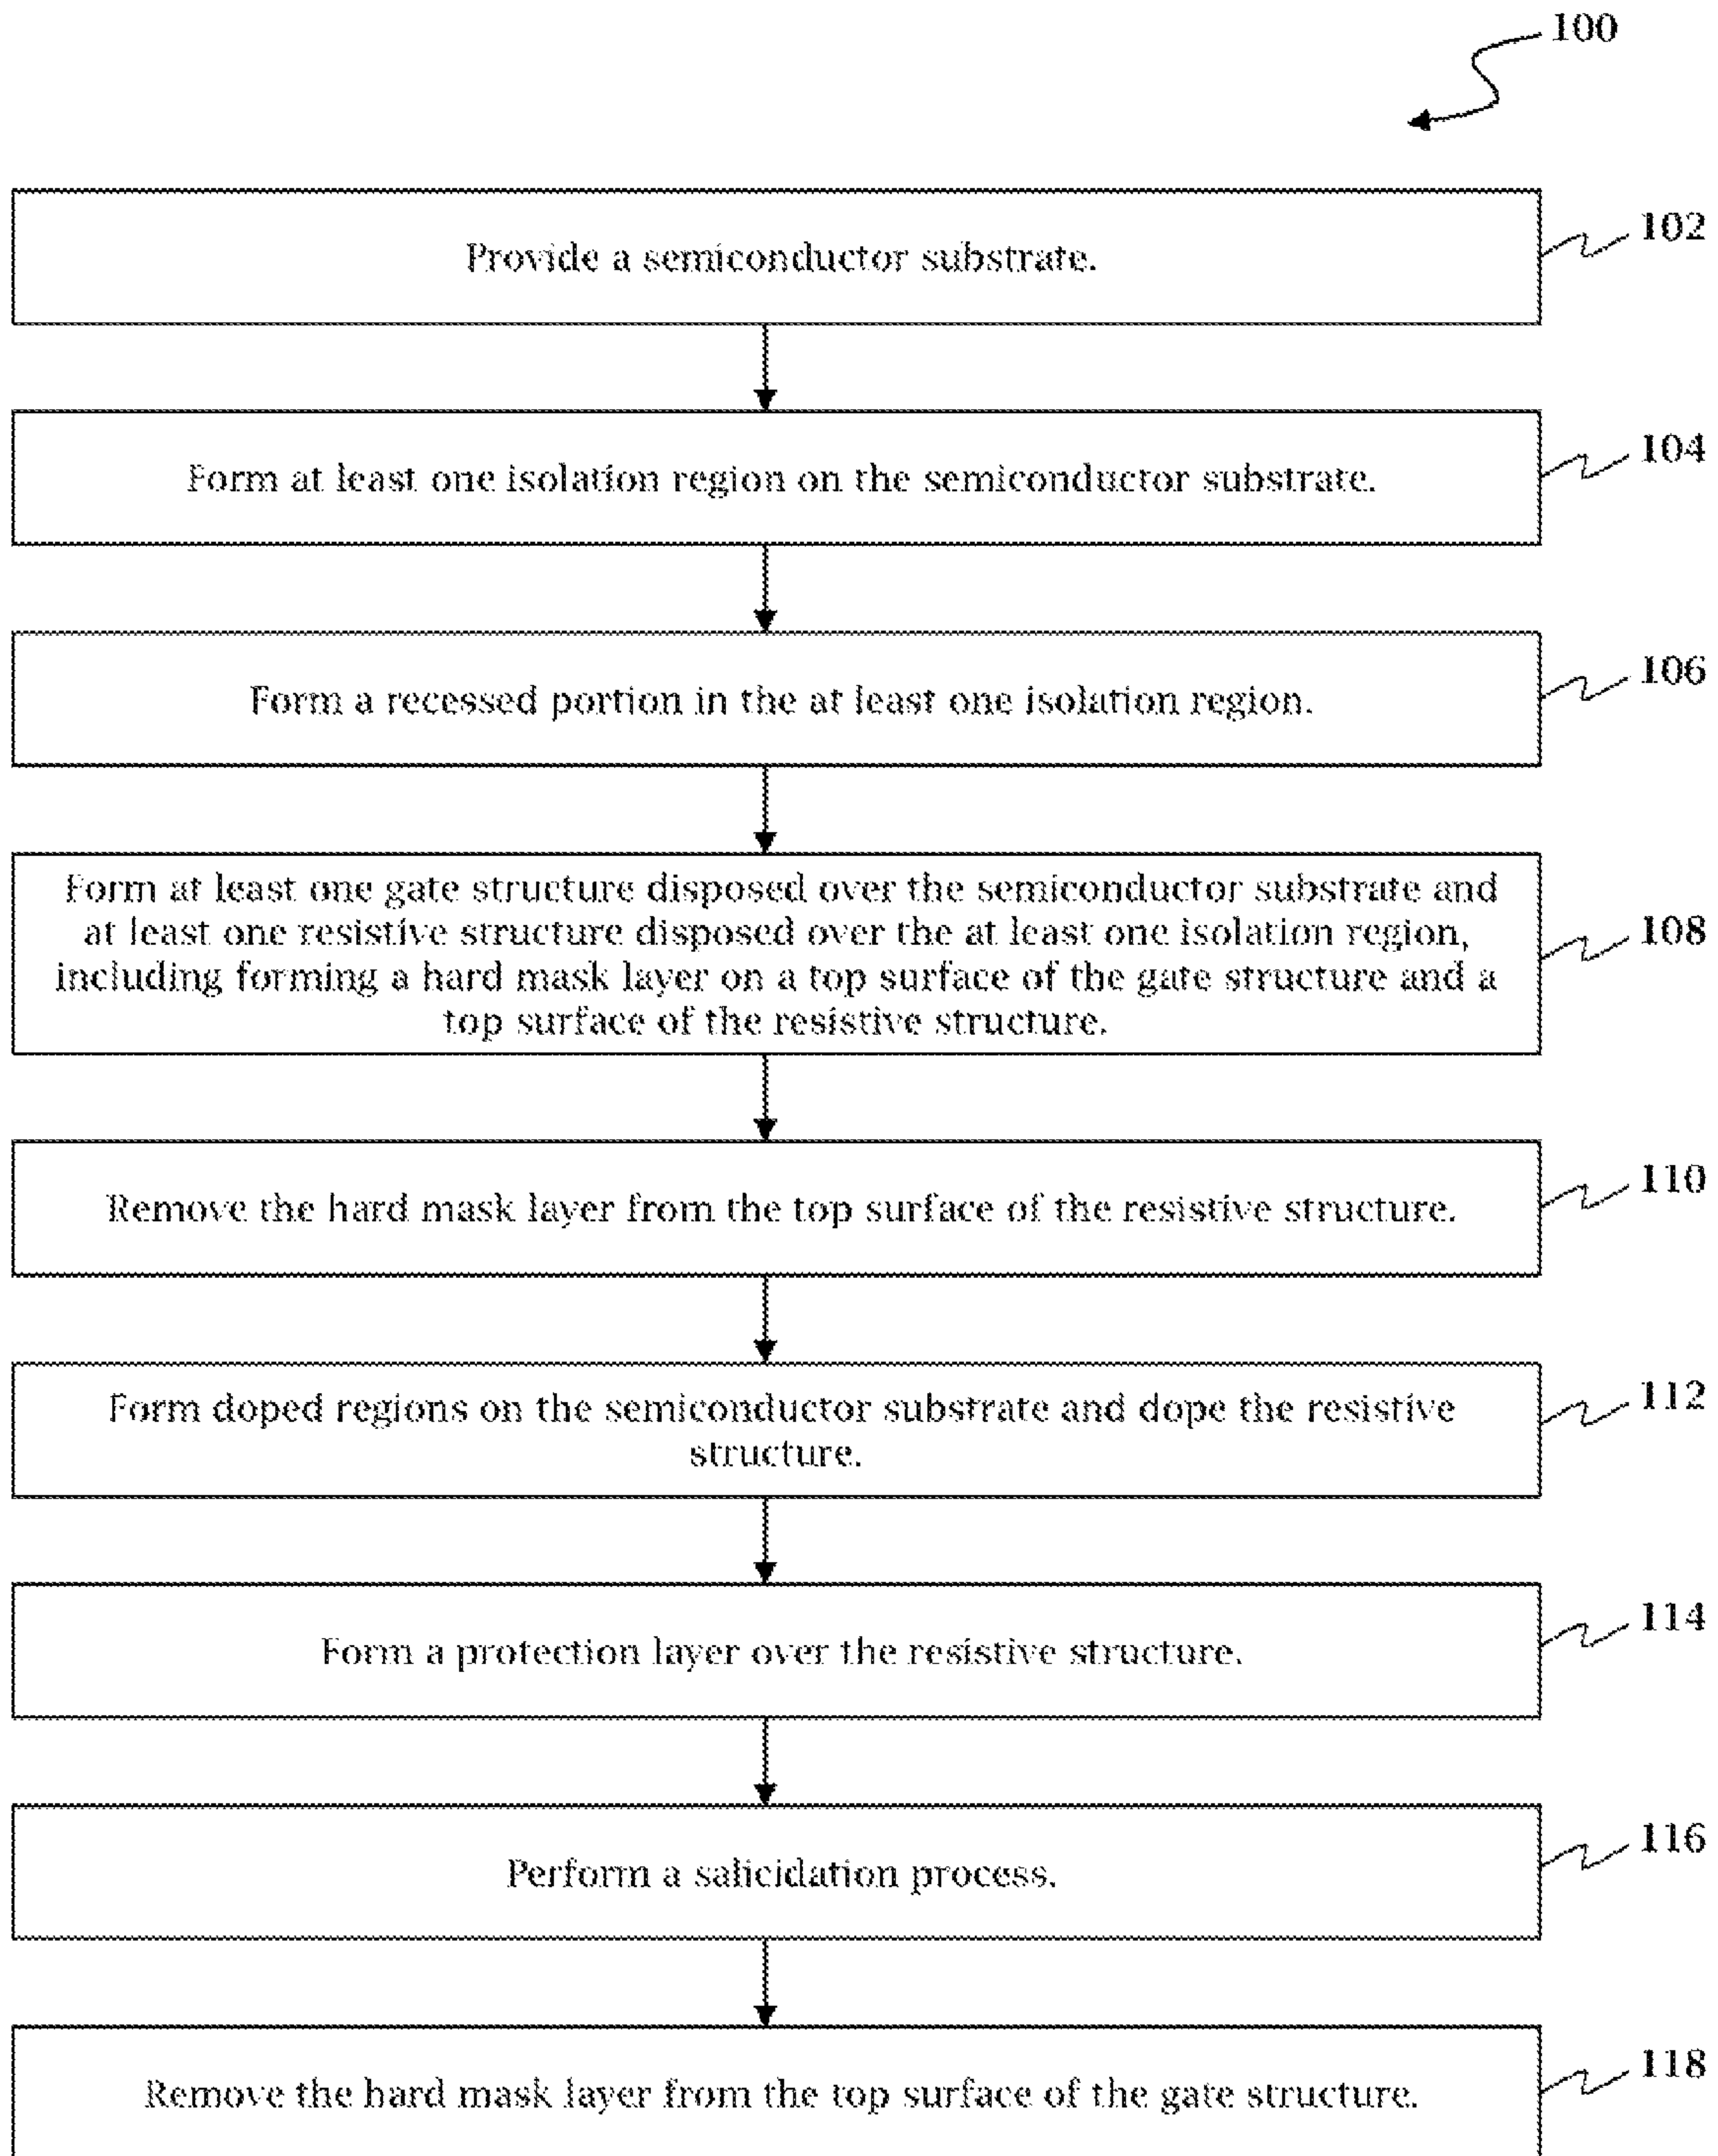 100
Provide a semiconductor substrate.
102
Form at least one isolation region on the semiconductor substrate.
104
Form a recessed portion in the at least one isolation region.
106
Form at least one gate structure disposed over the semiconductor substrate and
at least one resistive structure disposed over the at least one isolation region,
including forming a hard mask layer on a top surface of the gate structure and a
top surface of the resistive structure.
108
Remove the hard mask layer from the top surface of the resistive structure.
110
Form doped regions on the semiconductor substrate and dope the resistive
structure.
112
Form a protection layer over the resistive structure.
114
Perform a salicidation process.
116
Remove the hard mask layer from the top surface of the gate structure.
118